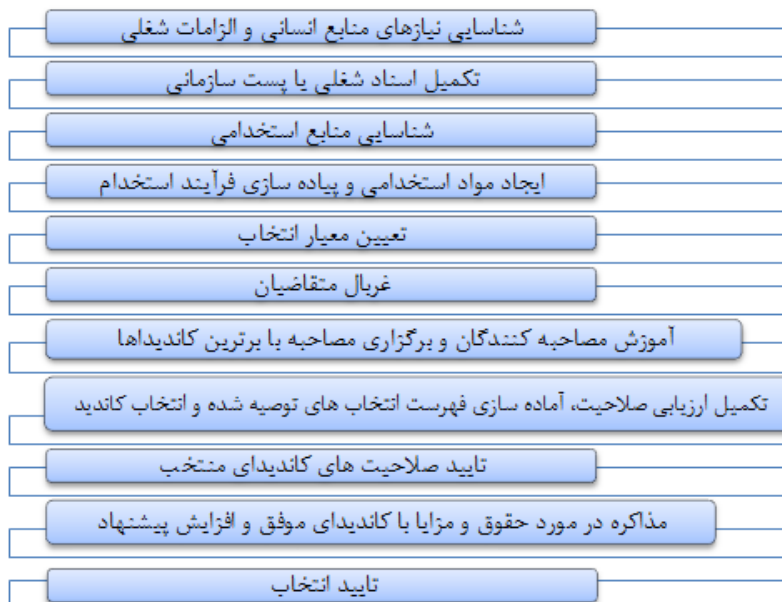 شناسایی نیازهای منابع انسانی و الزامات شغلی
تکمیل اسناد شغلی یا پست سازمانی
شناسایی منابع استخدامی
ایجاد مواد استخدامی و پیاده سازی فرآیند استخدام
تعیین معیار انتخاب
غربال متقاضیان
آموزش مصاحبه کنندگان و برگزاری مصاحبه با برترین کاندیداها
تکمیل ارزیابی صلاحیت، آماده سازی فهرست انتخاب های توصیه شده و انتخاب کاندید
تایید صلاحیت های کاندیدای منتخب
مذاکره در مورد حقوق و مزایا با کاندیدای موفق و افزایش پیشنهاد
تایید انتخاب